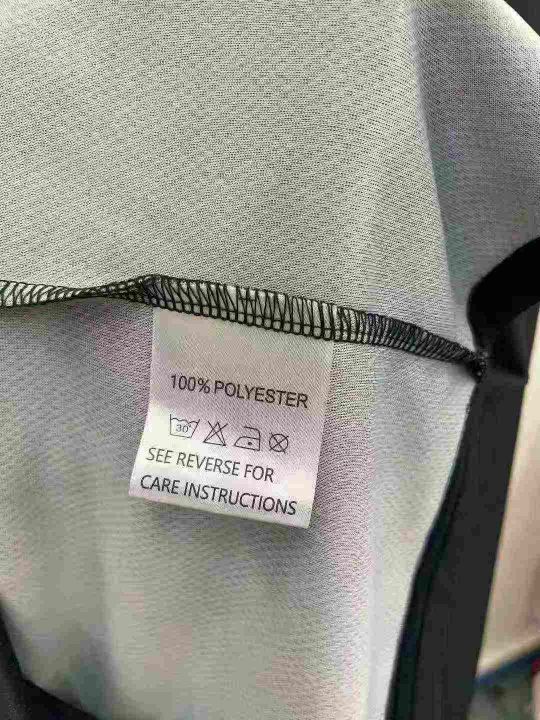 100% POLYESTER
30
SEE REVERSE FOR
CARE INSTRUCTIONS